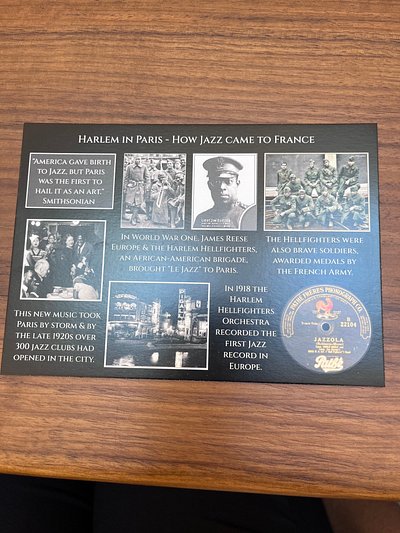 Harlem in Paris - How Jazz came to France
"America gave birth
to Jazz, but Paris
was the first to
hail it as an art."
Smithsonian
In World War One, James Reese
Europe & the Harlem Hellfighters,
an African-American brigade,
brought "Le Jazz" to Paris.
The Hellfighters were
also brave soldiers,
awarded medals by
the French Army.
This new music took
Paris by storm & by
the late 1920s over
300 jazz clubs had
opened in the city.
In 1918 the
Harlem
Hellfighters
Orchestra
recorded the
first Jazz
record in
Europe.
22104
JAZZOLA
Pathé